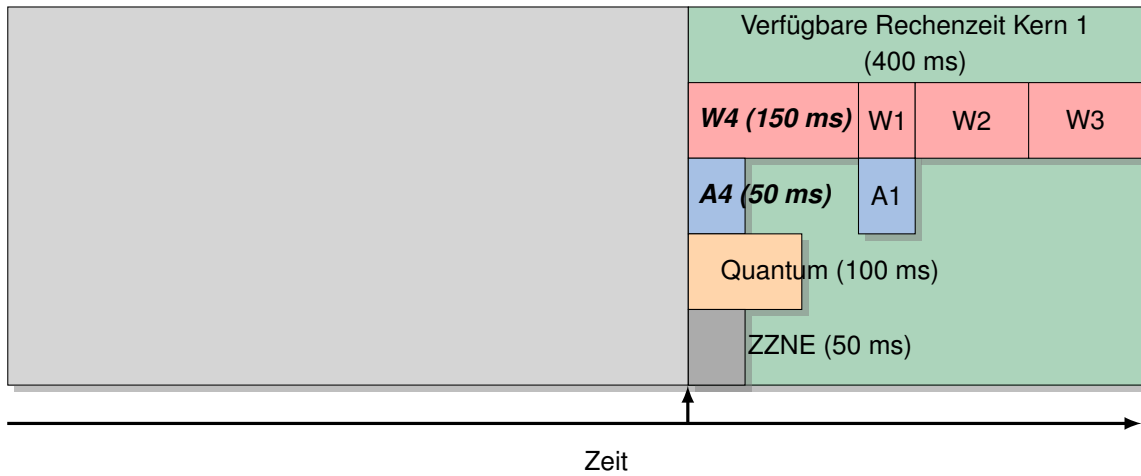 Verfügbare Rechenzeit Kern 1
(400 ms)
W4 (150 ms) W1 W2 W3
A4 (50 ms) A1
Quantum (100 ms)
ZZNE (50 ms)
Zeit